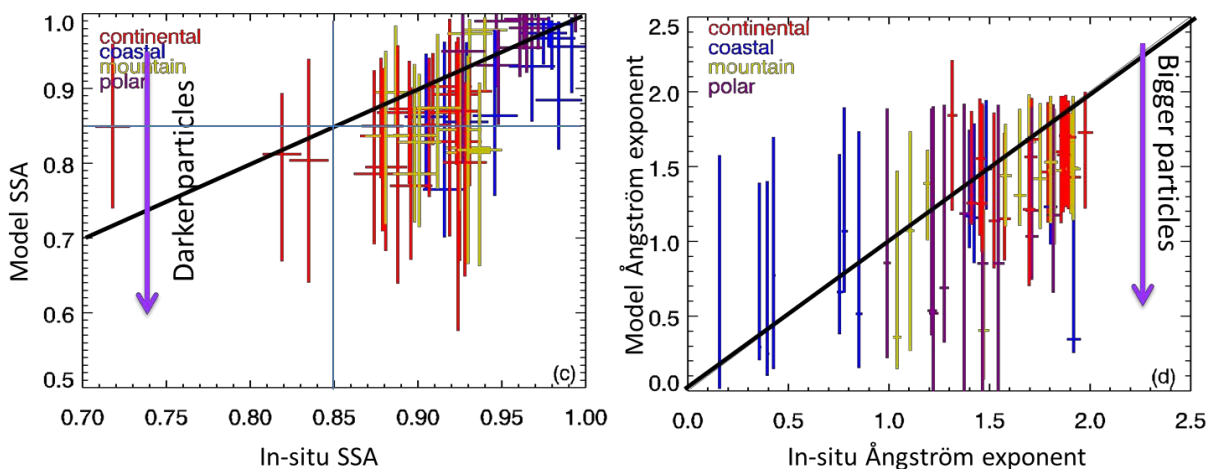 1.0
0.9
0.8
0.7
0.6
0.5
Model SSA
continental
coastal
mountain
polar
Darker particles
(c)
0.70 0.75 0.80 0.85 0.90 0.95 1.00
In-situ SSA
2.5
2.0
1.5
1.0
0.5
0.0
Model Ångström exponent
continental
coastal
mountain
polar
Bigger particles
(d)
0.0 0.5 1.0 1.5 2.0 2.5
In-situ Ångström exponent